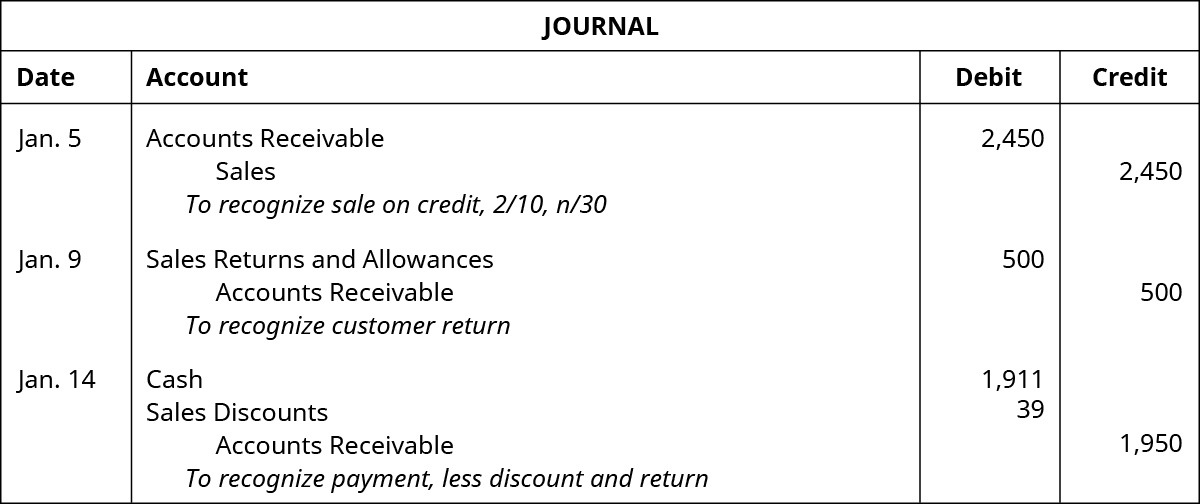 JOURNAL
Date Account Debit Credit
Jan. 5 Accounts Receivable 2,450
Sales 2,450
To recognize sale on credit, 2/10, n/30
Jan. 9 Sales Returns and Allowances 500
Accounts Receivable 500
To recognize customer return
Jan. 14 Cash 1,911
Sales Discounts 39
Accounts Receivable 1,950
To recognize payment, less discount and return